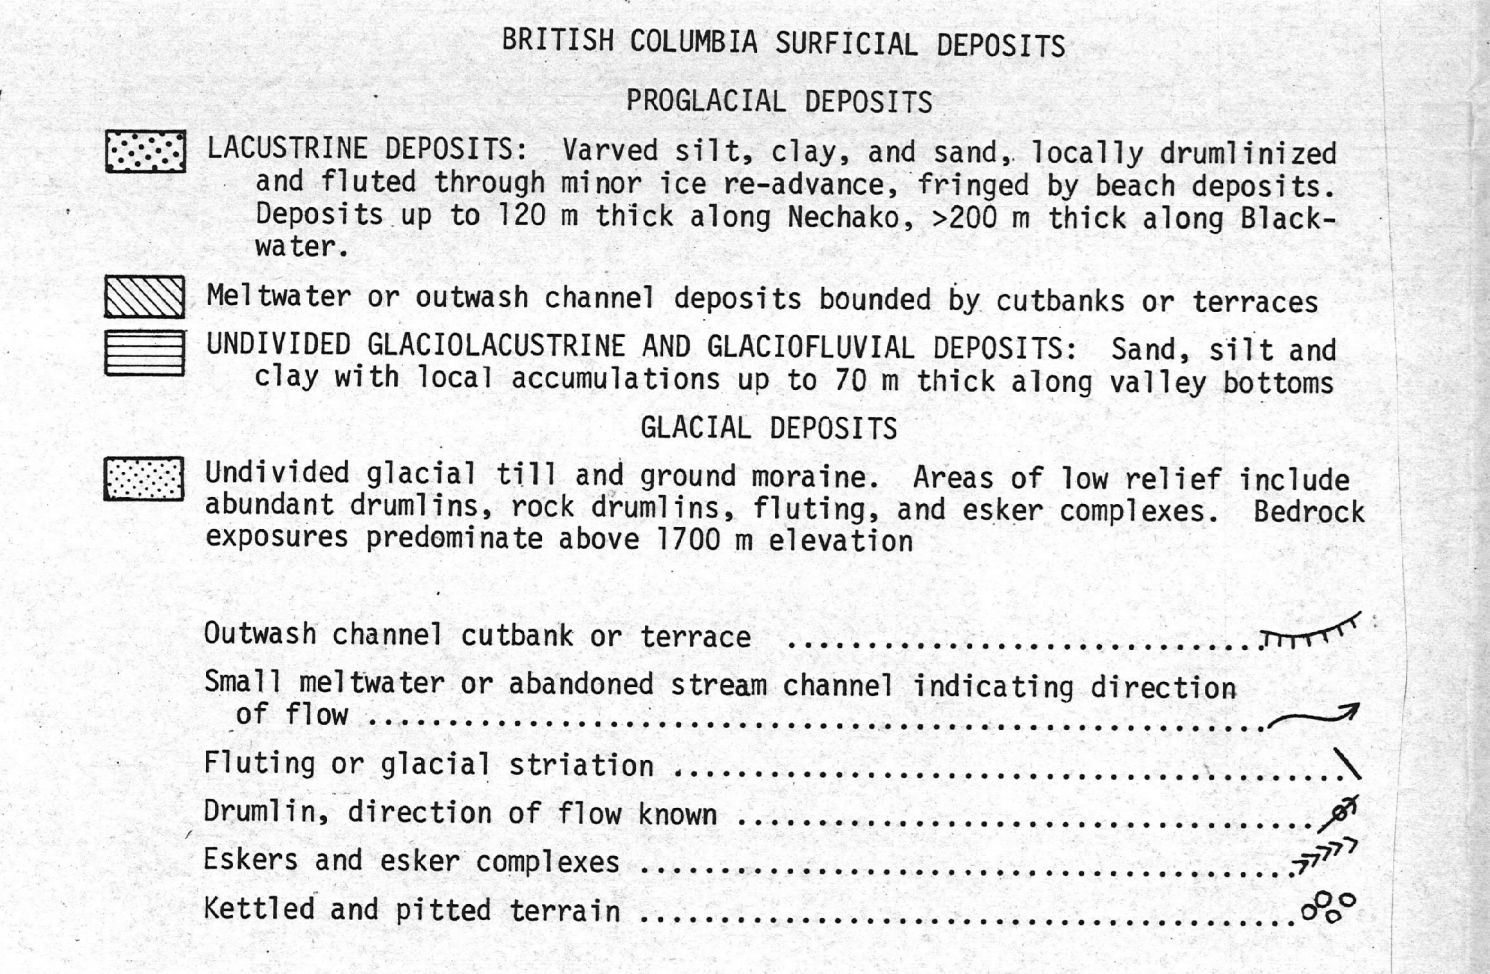 BRITISH COLUMBIA SURFICIAL DEPOSITS
PROGLACIAL DEPOSITS
LACUSTRINE DEPOSITS: Varved silt, clay, and sand, locally drumlinized
and fluted through minor ice re-advance, fringed by beach deposits.
Deposits up to 120 m thick along Nechako, >200 m thick along Black-
water.
Meltwater or outwash channel deposits bounded by cutbanks or terraces
UNDIVIDED GLACIOLACUSTRINE AND GLACIOFLUVIAL DEPOSITS: Sand, silt and
clay with local accumulations up to 70 m thick along valley bottoms
GLACIAL DEPOSITS
Undivided glacial till and ground moraine. Areas of low relief include
abundant drumlins, rock drumlins, fluting, and esker complexes. Bedrock
exposures predominate above 1700 m elevation
Outwash channel cutbank or terrace ..............................
Small meltwater or abandoned stream channel indicating direction
of flow .........................................................
Fluting or glacial striation ..........................................
Drumlin, direction of flow known .....................................
Eskers and esker complexes .........................................
Kettled and pitted terrain .........................................